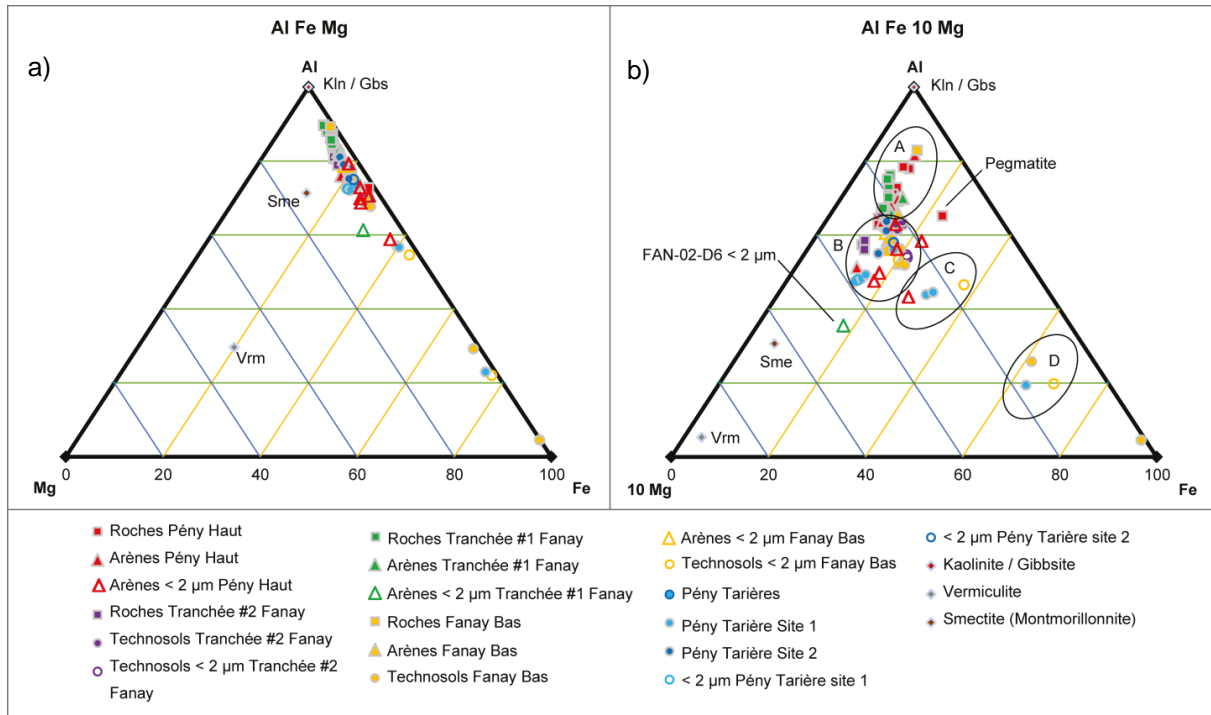 Al Fe Mg
a)
Al
Kln / Gbs
Sme
Vrm
0
20
40
60
80
100
Mg
Fe
Al Fe 10 Mg
b)
Al
Kln / Gbs
A
Pegmatite
B
FAN-02-D6 < 2 µm
C
Sme
D
Vrm
0
20
40
60
80
100
10 Mg
Fe
Roches Pény Haut
Arènes Pény Haut
Arènes < 2 µm Pény Haut
Roches Tranchée #2 Fanay
Technosols Tranchée #2 Fanay
Technosols < 2 µm Tranchée #2
Fanay
Roches Tranchée #1 Fanay
Arènes Tranchée #1 Fanay
Arènes < 2 µm Tranchée #1 Fanay
Roches Fanay Bas
Arènes Fanay Bas
Technosols Fanay Bas
Arènes < 2 µm Fanay Bas
Technosols < 2 µm Fanay Bas
Pény Tarières
Pény Tarière Site 1
Pény Tarière Site 2
< 2 µm Pény Tarière site 1
< 2 µm Pény Tarière site 2
Kaolinite / Gibbsite
Vermiculite
Smectite (Montmorillonnite)